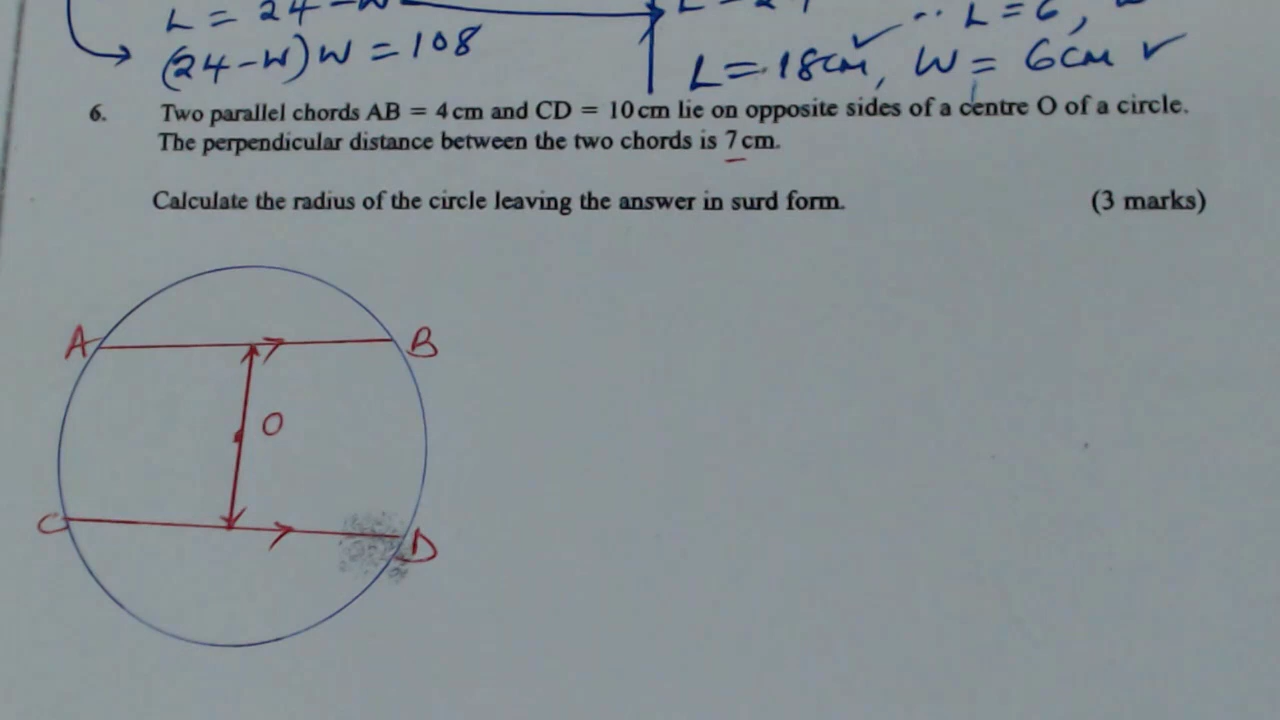 L = 24 - W
(24-W)W = 108
∴ L = 6,
L = 18cm, W = 6cm ✓
6. Two parallel chords AB = 4 cm and CD = 10 cm lie on opposite sides of a centre O of a circle.
The perpendicular distance between the two chords is 7 cm.
Calculate the radius of the circle leaving the answer in surd form. (3 marks)
A B
O
C D